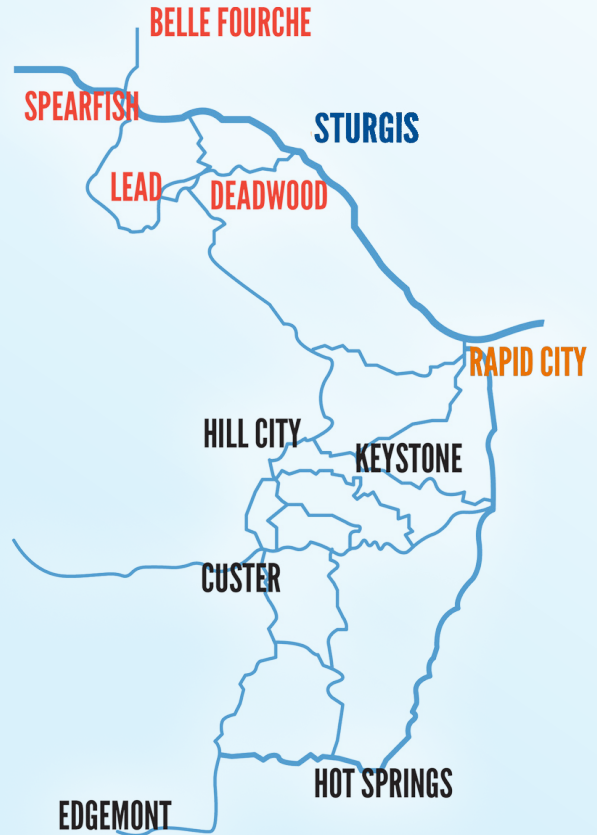 BELLE FOURCHE
SPEARFISH
STURGIS
LEAD
DEADWOOD
RAPID CITY
HILL CITY
KEYSTONE
CUSTER
HOT SPRINGS
EDGEMONT